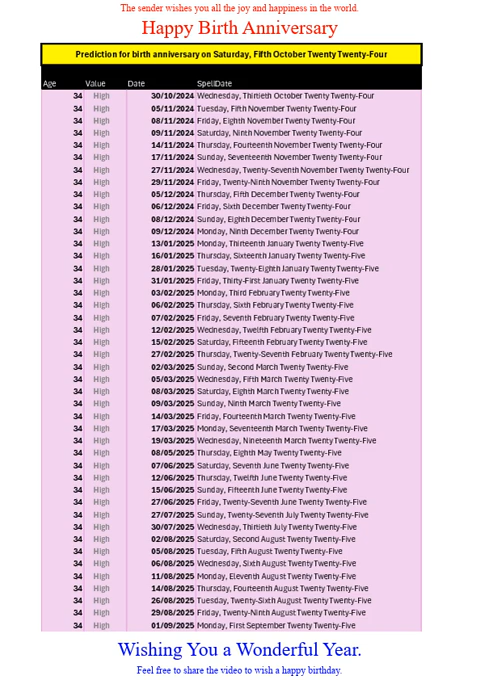 The sender wishes you all the joy and happiness in the world.
Happy Birth Anniversary
Prediction for birth anniversary on Saturday, Fifth October Twenty Twenty-Four
Age Value Date SpellDate
34 High 30/10/2024 Wednesday, Thirtieth October Twenty Twenty-Four
34 High 05/11/2024 Tuesday, Fifth November Twenty Twenty-Four
34 High 08/11/2024 Friday, Eighth November Twenty Twenty-Four
34 High 09/11/2024 Saturday, Ninth November Twenty Twenty-Four
34 High 14/11/2024 Thursday, Fourteenth November Twenty Twenty-Four
34 High 17/11/2024 Sunday, Seventeenth November Twenty Twenty-Four
34 High 27/11/2024 Wednesday, Twenty-Seventh November Twenty Twenty-Four
34 High 29/11/2024 Friday, Twenty-Ninth November Twenty Twenty-Four
34 High 05/12/2024 Thursday, Fifth December Twenty Twenty-Four
34 High 06/12/2024 Friday, Sixth December Twenty Twenty-Four
34 High 08/12/2024 Sunday, Eighth December Twenty Twenty-Four
34 High 09/12/2024 Monday, Ninth December Twenty Twenty-Four
34 High 13/01/2025 Monday, Thirteenth January Twenty Twenty-Five
34 High 16/01/2025 Thursday, Sixteenth January Twenty Twenty-Five
34 High 28/01/2025 Tuesday, Twenty-Eighth January Twenty Twenty-Five
34 High 31/01/2025 Friday, Thirty-First January Twenty Twenty-Five
34 High 03/02/2025 Monday, Third February Twenty Twenty-Five
34 High 06/02/2025 Thursday, Sixth February Twenty Twenty-Five
34 High 07/02/2025 Friday, Seventh February Twenty Twenty-Five
34 High 12/02/2025 Wednesday, Twelfth February Twenty Twenty-Five
34 High 15/02/2025 Saturday, Fifteenth February Twenty Twenty-Five
34 High 27/02/2025 Thursday, Twenty-Seventh February Twenty Twenty-Five
34 High 02/03/2025 Sunday, Second March Twenty Twenty-Five
34 High 05/03/2025 Wednesday, Fifth March Twenty Twenty-Five
34 High 08/03/2025 Saturday, Eighth March Twenty Twenty-Five
34 High 09/03/2025 Sunday, Ninth March Twenty Twenty-Five
34 High 14/03/2025 Friday, Fourteenth March Twenty Twenty-Five
34 High 17/03/2025 Monday, Seventeenth March Twenty Twenty-Five
34 High 19/03/2025 Wednesday, Nineteenth March Twenty Twenty-Five
34 High 08/05/2025 Thursday, Eighth May Twenty Twenty-Five
34 High 07/06/2025 Saturday, Seventh June Twenty Twenty-Five
34 High 12/06/2025 Thursday, Twelfth June Twenty Twenty-Five
34 High 15/06/2025 Sunday, Fifteenth June Twenty Twenty-Five
34 High 27/06/2025 Friday, Twenty-Seventh June Twenty Twenty-Five
34 High 27/07/2025 Sunday, Twenty-Seventh July Twenty Twenty-Five
34 High 30/07/2025 Wednesday, Thirtieth July Twenty Twenty-Five
34 High 02/08/2025 Saturday, Second August Twenty Twenty-Five
34 High 05/08/2025 Tuesday, Fifth August Twenty Twenty-Five
34 High 06/08/2025 Wednesday, Sixth August Twenty Twenty-Five
34 High 11/08/2025 Monday, Eleventh August Twenty Twenty-Five
34 High 14/08/2025 Thursday, Fourteenth August Twenty Twenty-Five
34 High 26/08/2025 Tuesday, Twenty-Sixth August Twenty Twenty-Five
34 High 29/08/2025 Friday, Twenty-Ninth August Twenty Twenty-Five
34 High 01/09/2025 Monday, First September Twenty Twenty-Five
Wishing You a Wonderful Year.
Feel free to share the video to wish a happy birthday.